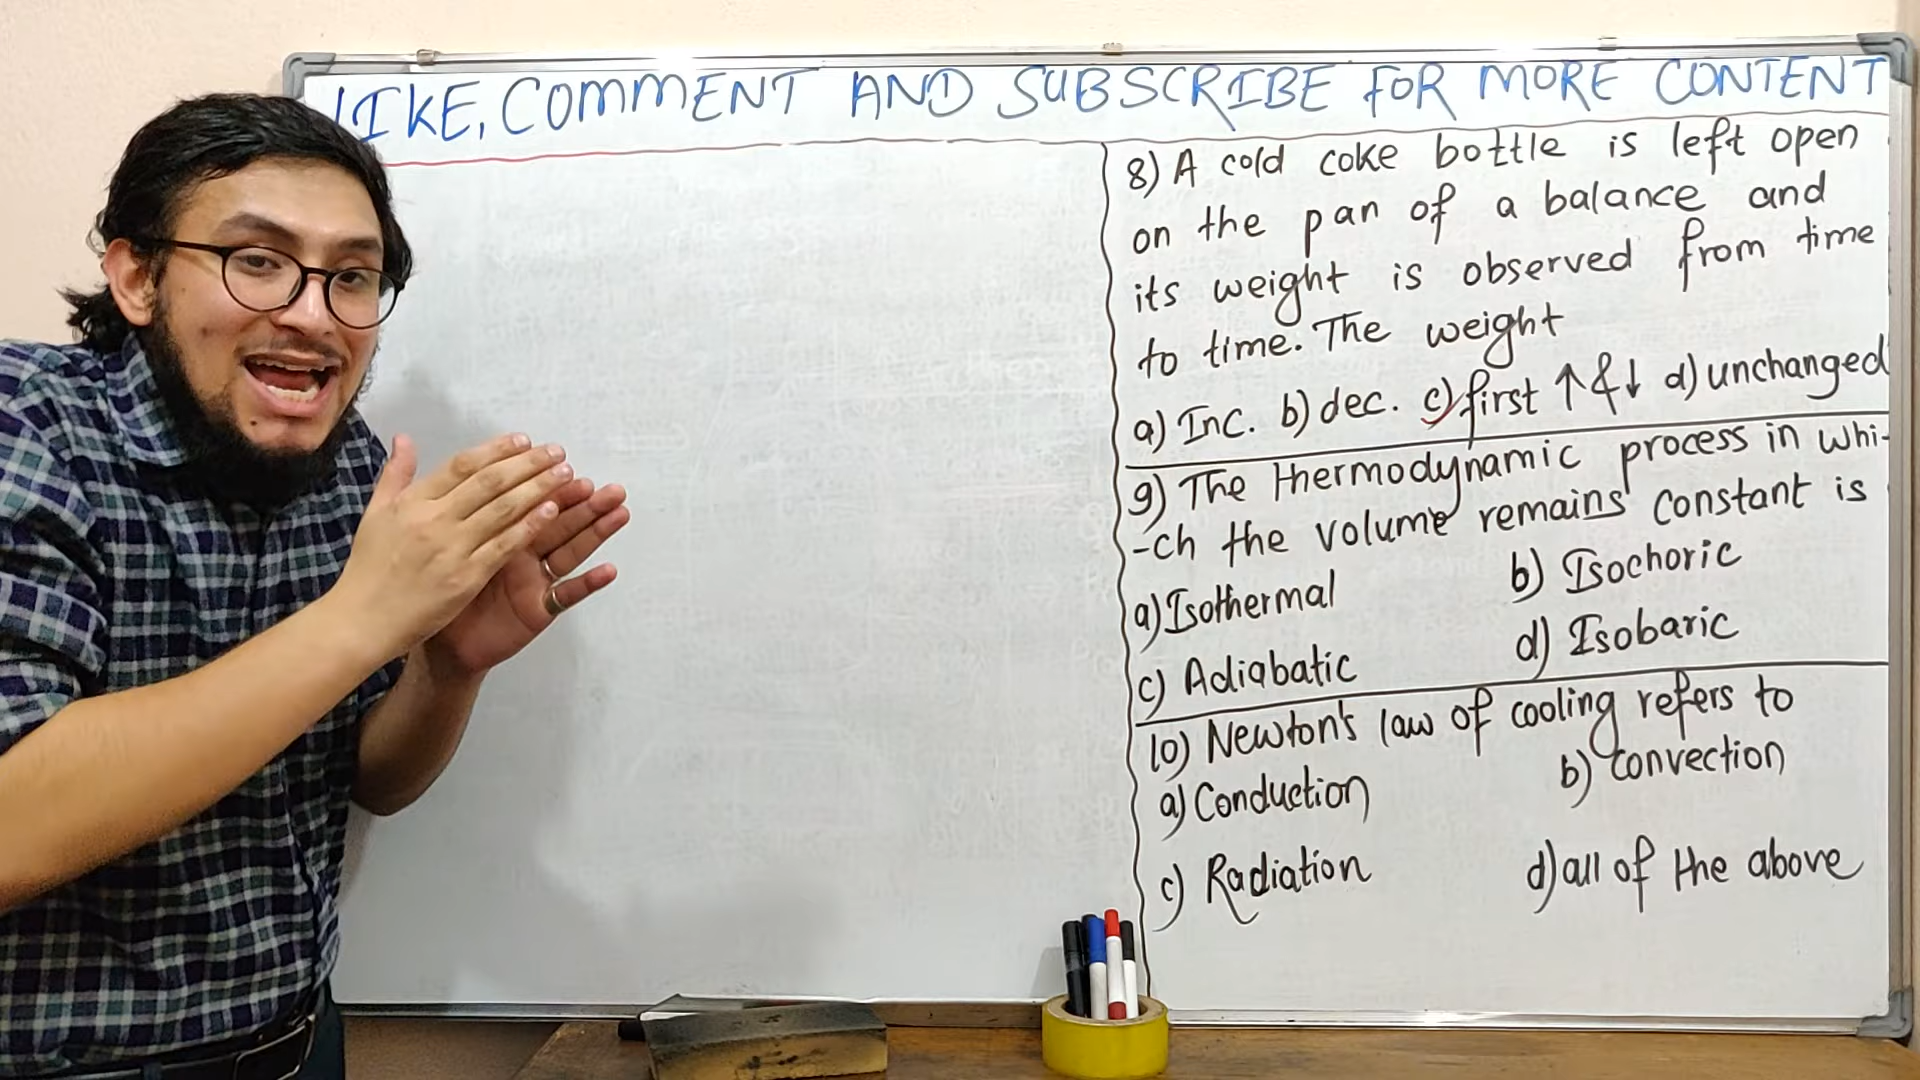 LIKE, COMMENT AND SUBSCRIBE FOR MORE CONTENT
8) A cold coke bottle is left open
on the pan of a balance and
its weight is observed from time
to time. The weight
a) Inc. b) dec. c) first ↑ & ↓ d) unchanged
9) The thermodynamic process in whi-
-ch the volume remains constant is
a) Isothermal b) Isochoric
c) Adiabatic d) Isobaric
10) Newton's law of cooling refers to
a) Conduction b) Convection
c) Radiation d) all of the above